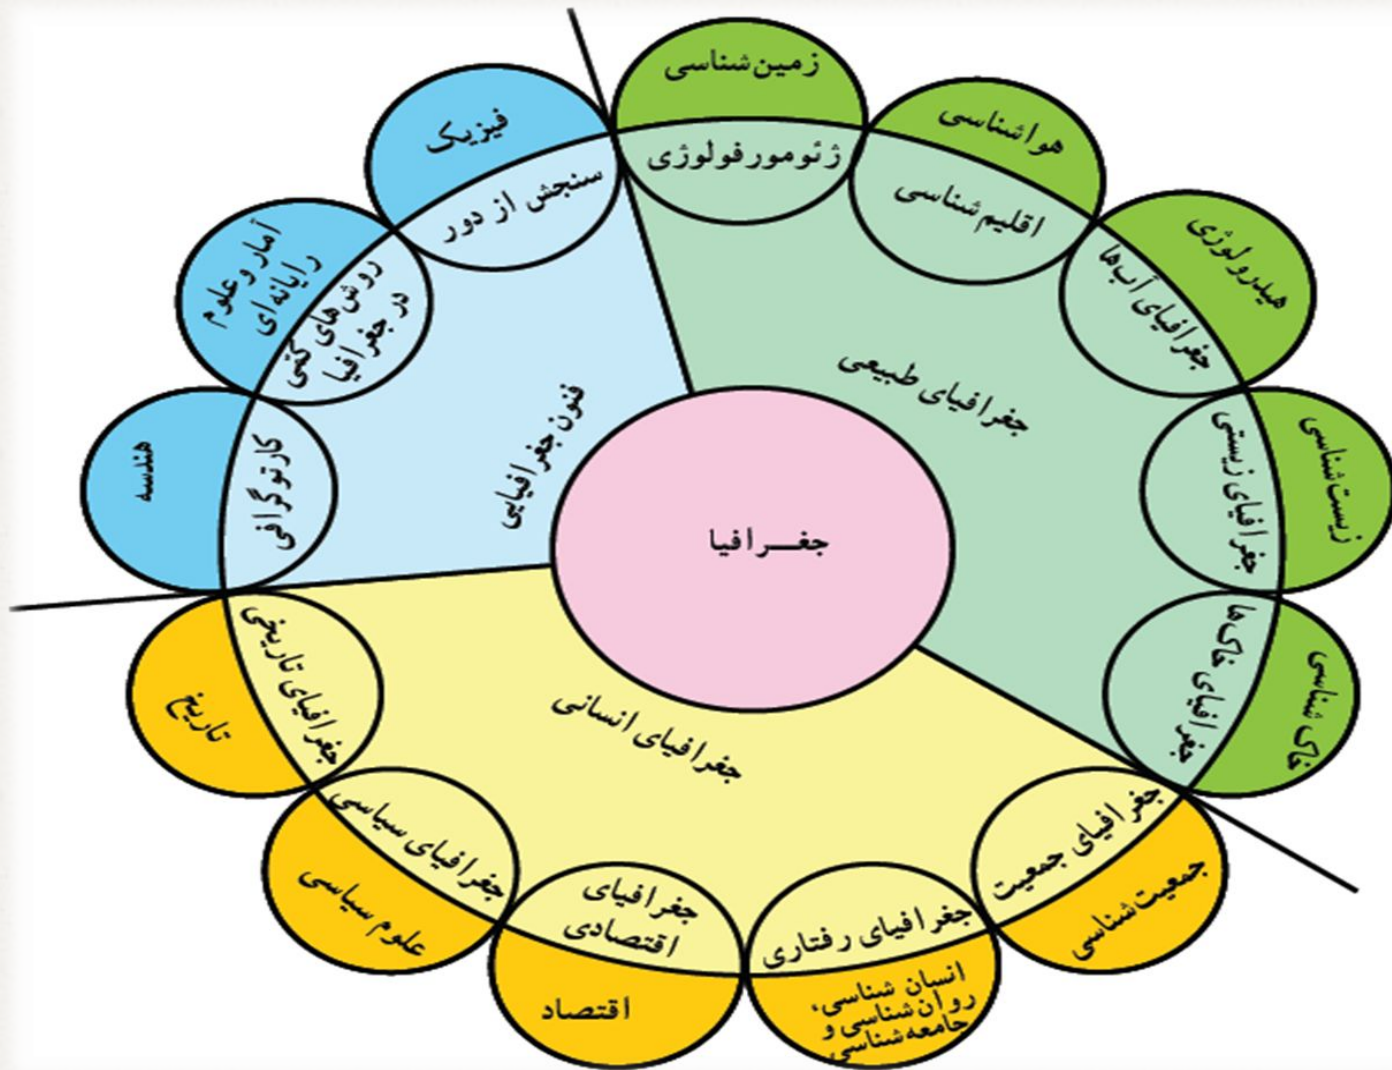 زمین‌شناسی
ژئومورفولوژی
هواشناسی
اقلیم‌شناسی
هیدرولوژی
جغرافیای آب‌ها
زیست‌شناسی
جغرافیای زیستی
خاک شناسی
جغرافیای خاک‌ها
جغرافیای طبیعی
جمعیت‌شناسی
جغرافیای جمعیت
انسان شناسی،
روان‌شناسی و
جامعه‌شناسی
جغرافیای رفتاری
اقتصاد
جغرافیای
اقتصادی
علوم سیاسی
جغرافیای سیاسی
تاریخ
جغرافیای تاریخی
جغرافیای انسانی
هندسه
کارتوگرافی
آمار و علوم
رایانه‌ای
روش‌های کمّی
در جغرافیا
فیزیک
سنجش از دور
فنون جغرافیایی
جغـرافیا